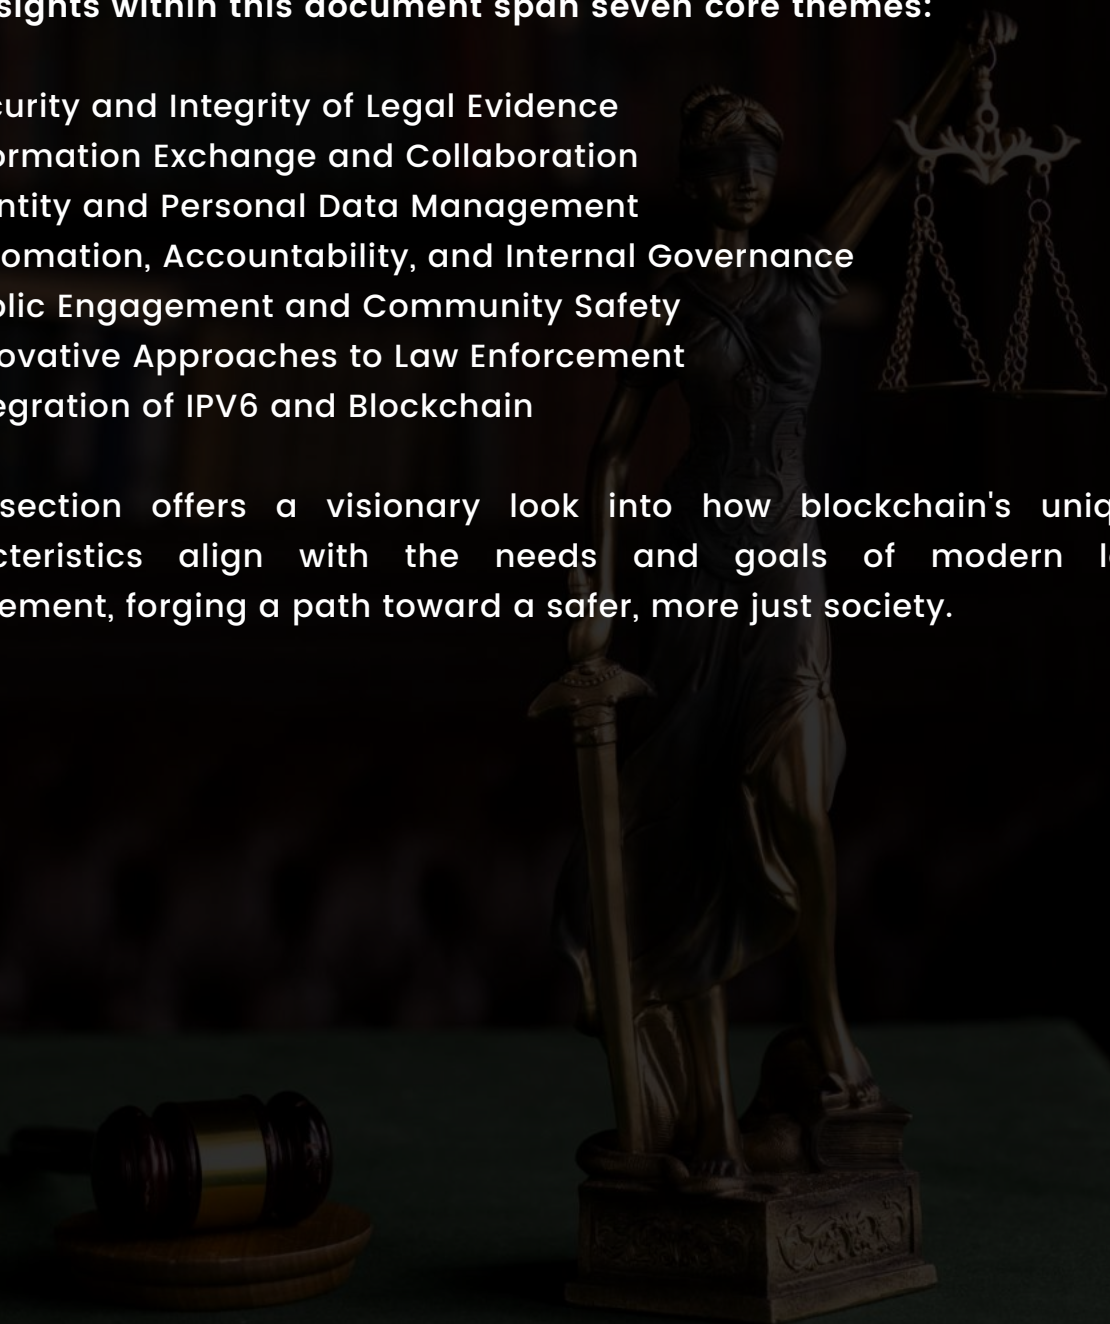 sights within this document span seven core themes:
curity and Integrity of Legal Evidence
ormation Exchange and Collaboration
ntity and Personal Data Management
omation, Accountability, and Internal Governance
blic Engagement and Community Safety
ovative Approaches to Law Enforcement
egration of IPV6 and Blockchain
section offers a visionary look into how blockchain's uniq
cteristics align with the needs and goals of modern l
ement, forging a path toward a safer, more just society.